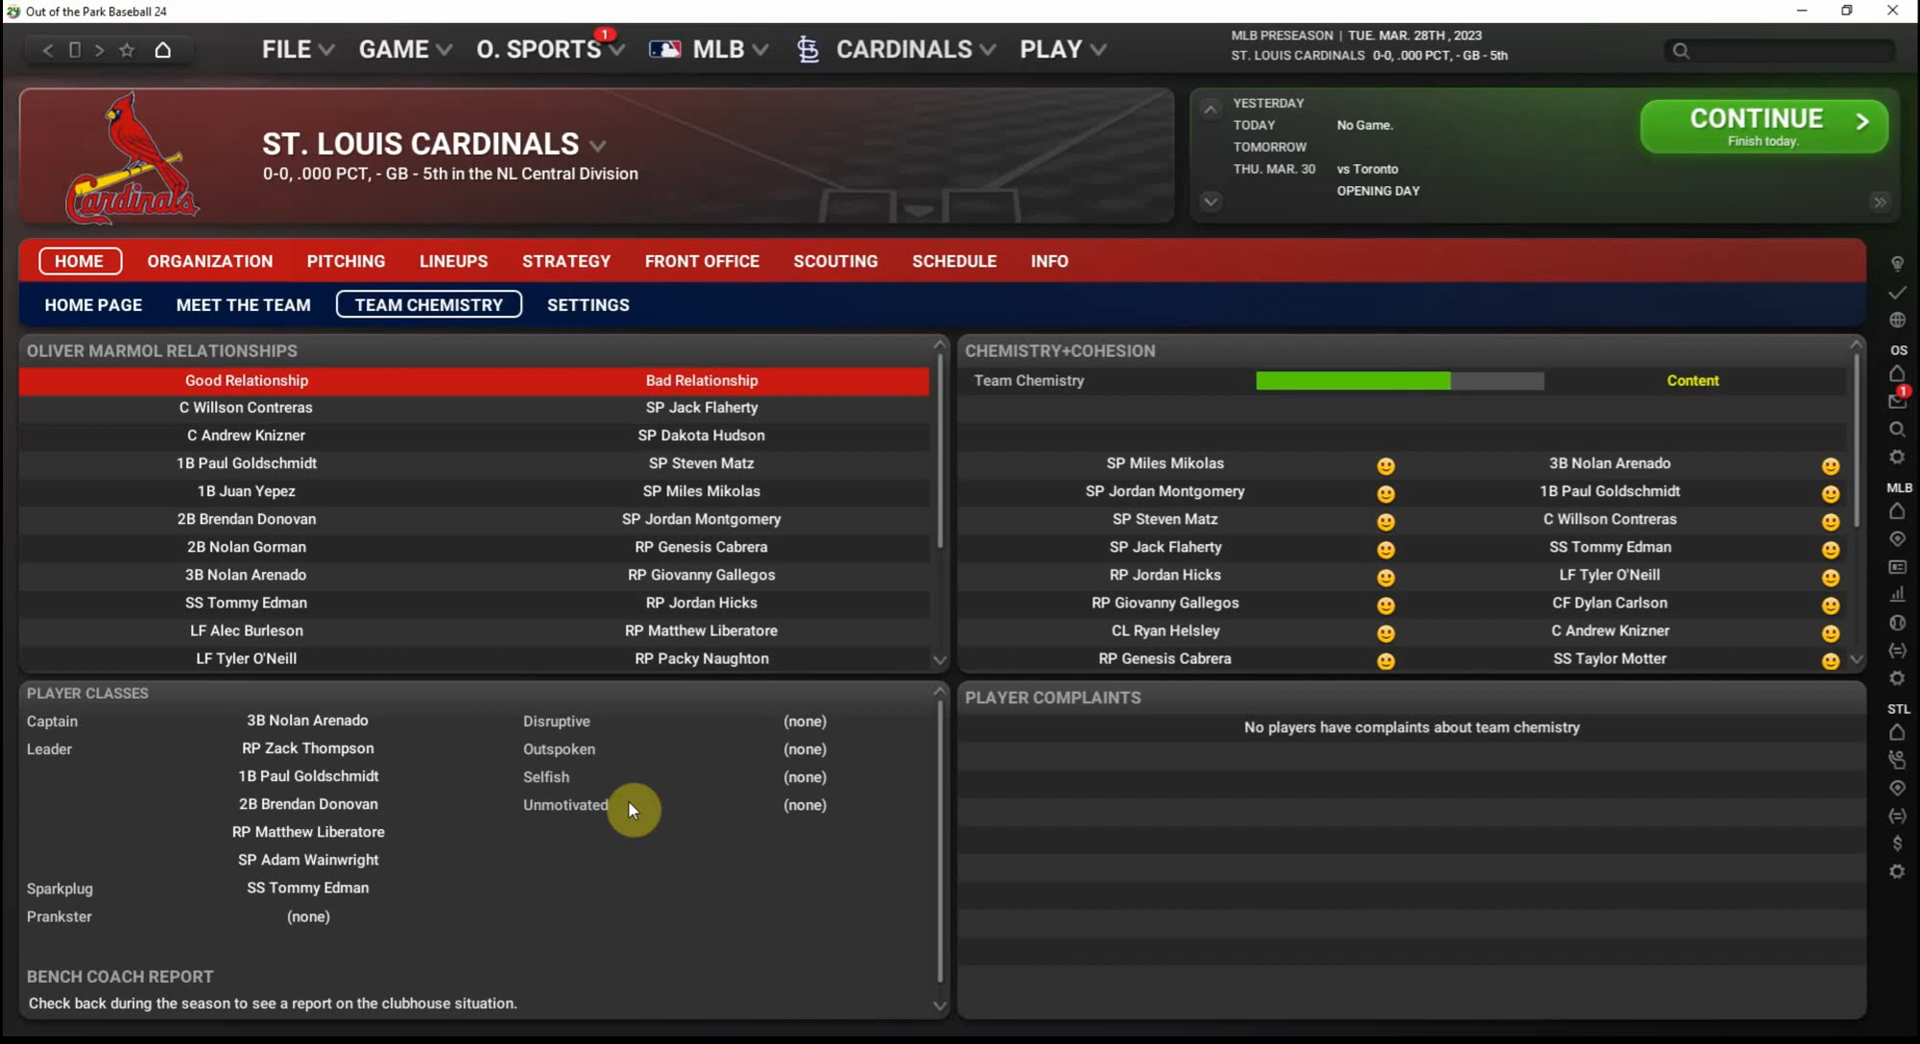 Out of the Park Baseball 24
FILE GAME O. SPORTS 1 MLB CARDINALS PLAY
MLB PRESEASON | TUE. MAR. 28TH, 2023
ST. LOUIS CARDINALS 0-0, .000 PCT, - GB - 5th
Cardinals
ST. LOUIS CARDINALS
0-0, .000 PCT, - GB - 5th in the NL Central Division
YESTERDAY
TODAY No Game.
TOMORROW
THU. MAR. 30 vs Toronto
OPENING DAY
CONTINUE
Finish today.
HOME ORGANIZATION PITCHING LINEUPS STRATEGY FRONT OFFICE SCOUTING SCHEDULE INFO
HOME PAGE MEET THE TEAM TEAM CHEMISTRY SETTINGS
OLIVER MARMOL RELATIONSHIPS
Good Relationship Bad Relationship
C Willson Contreras SP Jack Flaherty
C Andrew Knizner SP Dakota Hudson
1B Paul Goldschmidt SP Steven Matz
1B Juan Yepez SP Miles Mikolas
2B Brendan Donovan SP Jordan Montgomery
2B Nolan Gorman RP Genesis Cabrera
3B Nolan Arenado RP Giovanny Gallegos
SS Tommy Edman RP Jordan Hicks
LF Alec Burleson RP Matthew Liberatore
LF Tyler O'Neill RP Packy Naughton
CHEMISTRY+COHESION
Team Chemistry Content
SP Miles Mikolas 3B Nolan Arenado
SP Jordan Montgomery 1B Paul Goldschmidt
SP Steven Matz C Willson Contreras
SP Jack Flaherty SS Tommy Edman
RP Jordan Hicks LF Tyler O'Neill
RP Giovanny Gallegos CF Dylan Carlson
CL Ryan Helsley C Andrew Knizner
RP Genesis Cabrera SS Taylor Motter
PLAYER CLASSES
Captain 3B Nolan Arenado Disruptive (none)
Leader RP Zack Thompson Outspoken (none)
1B Paul Goldschmidt Selfish (none)
2B Brendan Donovan Unmotivated (none)
RP Matthew Liberatore
SP Adam Wainwright
Sparkplug SS Tommy Edman
Prankster (none)
BENCH COACH REPORT
Check back during the season to see a report on the clubhouse situation.
PLAYER COMPLAINTS
No players have complaints about team chemistry
OS
1
MLB
STL